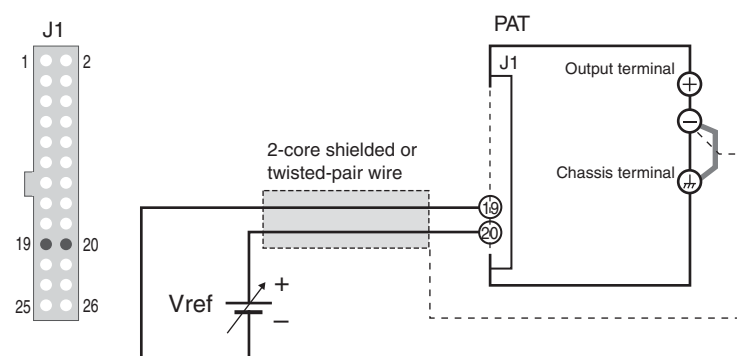 J1
1
2
19
20
25
26
PAT
J1
Output terminal
+
−
Chassis terminal
2-core shielded or
twisted-pair wire
19
20
Vref
+
−